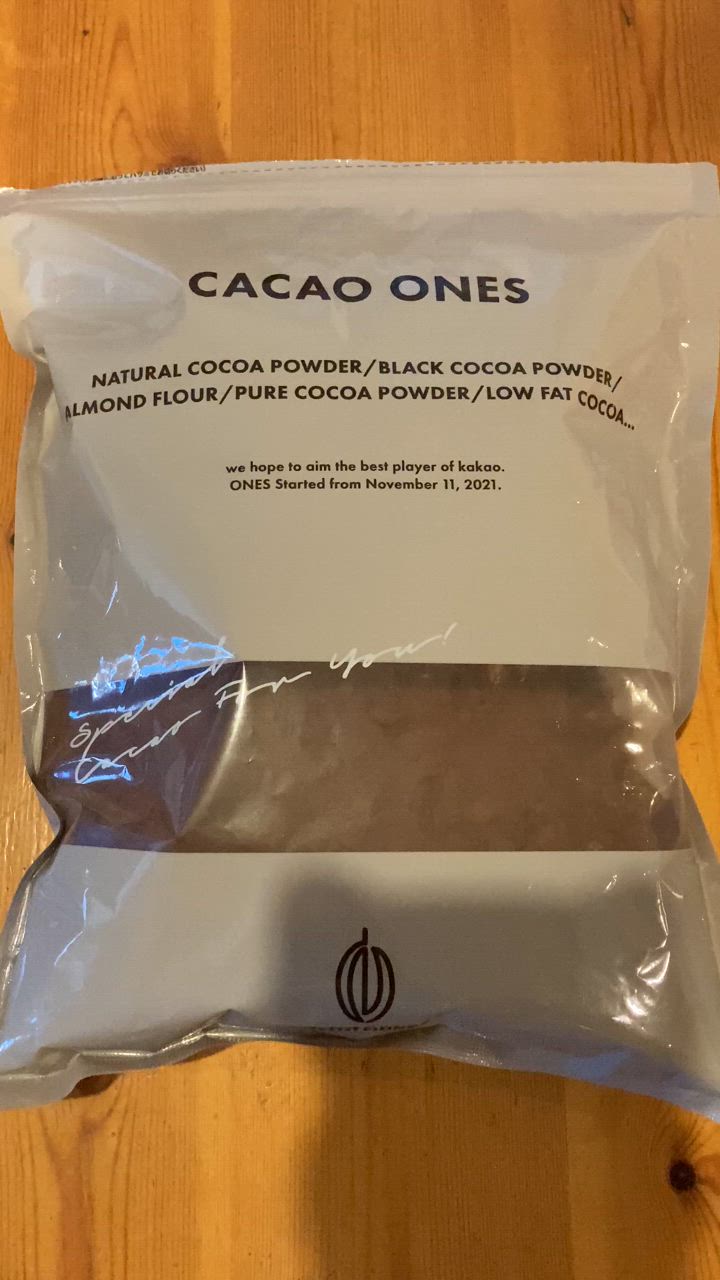 CACAO ONES
NATURAL COCOA POWDER/BLACK COCOA POWDER/
ALMOND FLOUR/PURE COCOA POWDER/LOW FAT COCOA...
we hope to aim the best player of kakao.
ONES Started from November 11, 2021.
Special
Cacao For You!